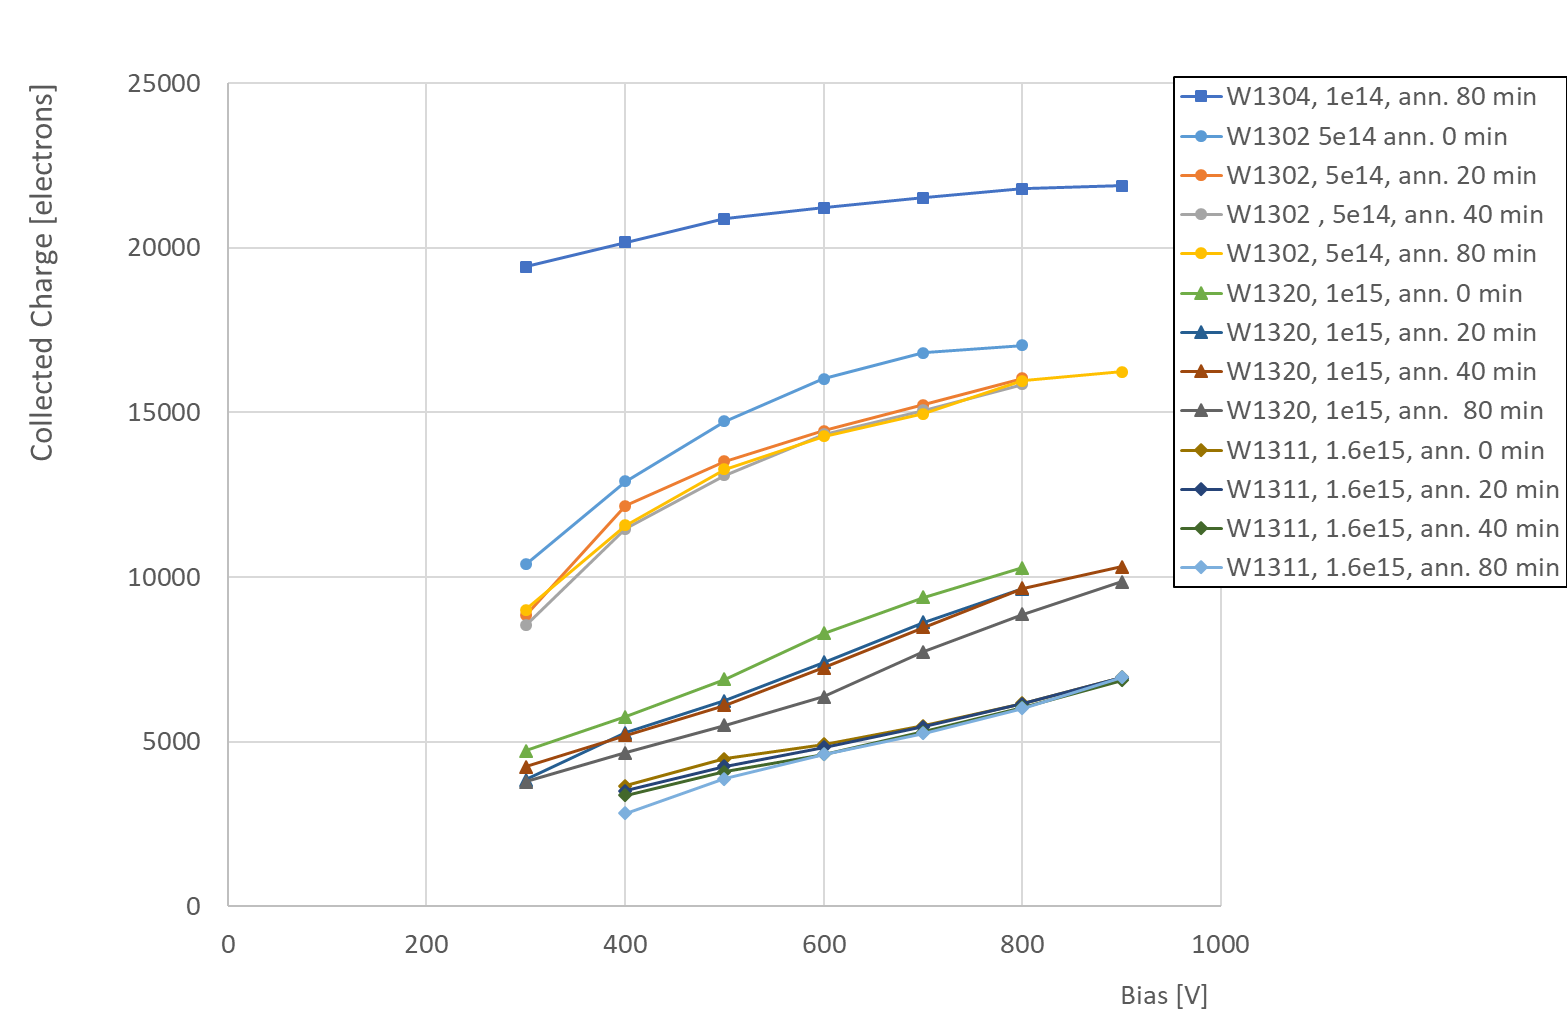 Collected Charge [electrons]
25000
20000
15000
10000
5000
0
0 200 400 600 800 1000
Bias [V]
W1304, 1e14, ann. 80 min
W1302 5e14 ann. 0 min
W1302, 5e14, ann. 20 min
W1302 , 5e14, ann. 40 min
W1302, 5e14, ann. 80 min
W1320, 1e15, ann. 0 min
W1320, 1e15, ann. 20 min
W1320, 1e15, ann. 40 min
W1320, 1e15, ann.  80 min
W1311, 1.6e15, ann. 0 min
W1311, 1.6e15, ann. 20 min
W1311, 1.6e15, ann. 40 min
W1311, 1.6e15, ann. 80 min